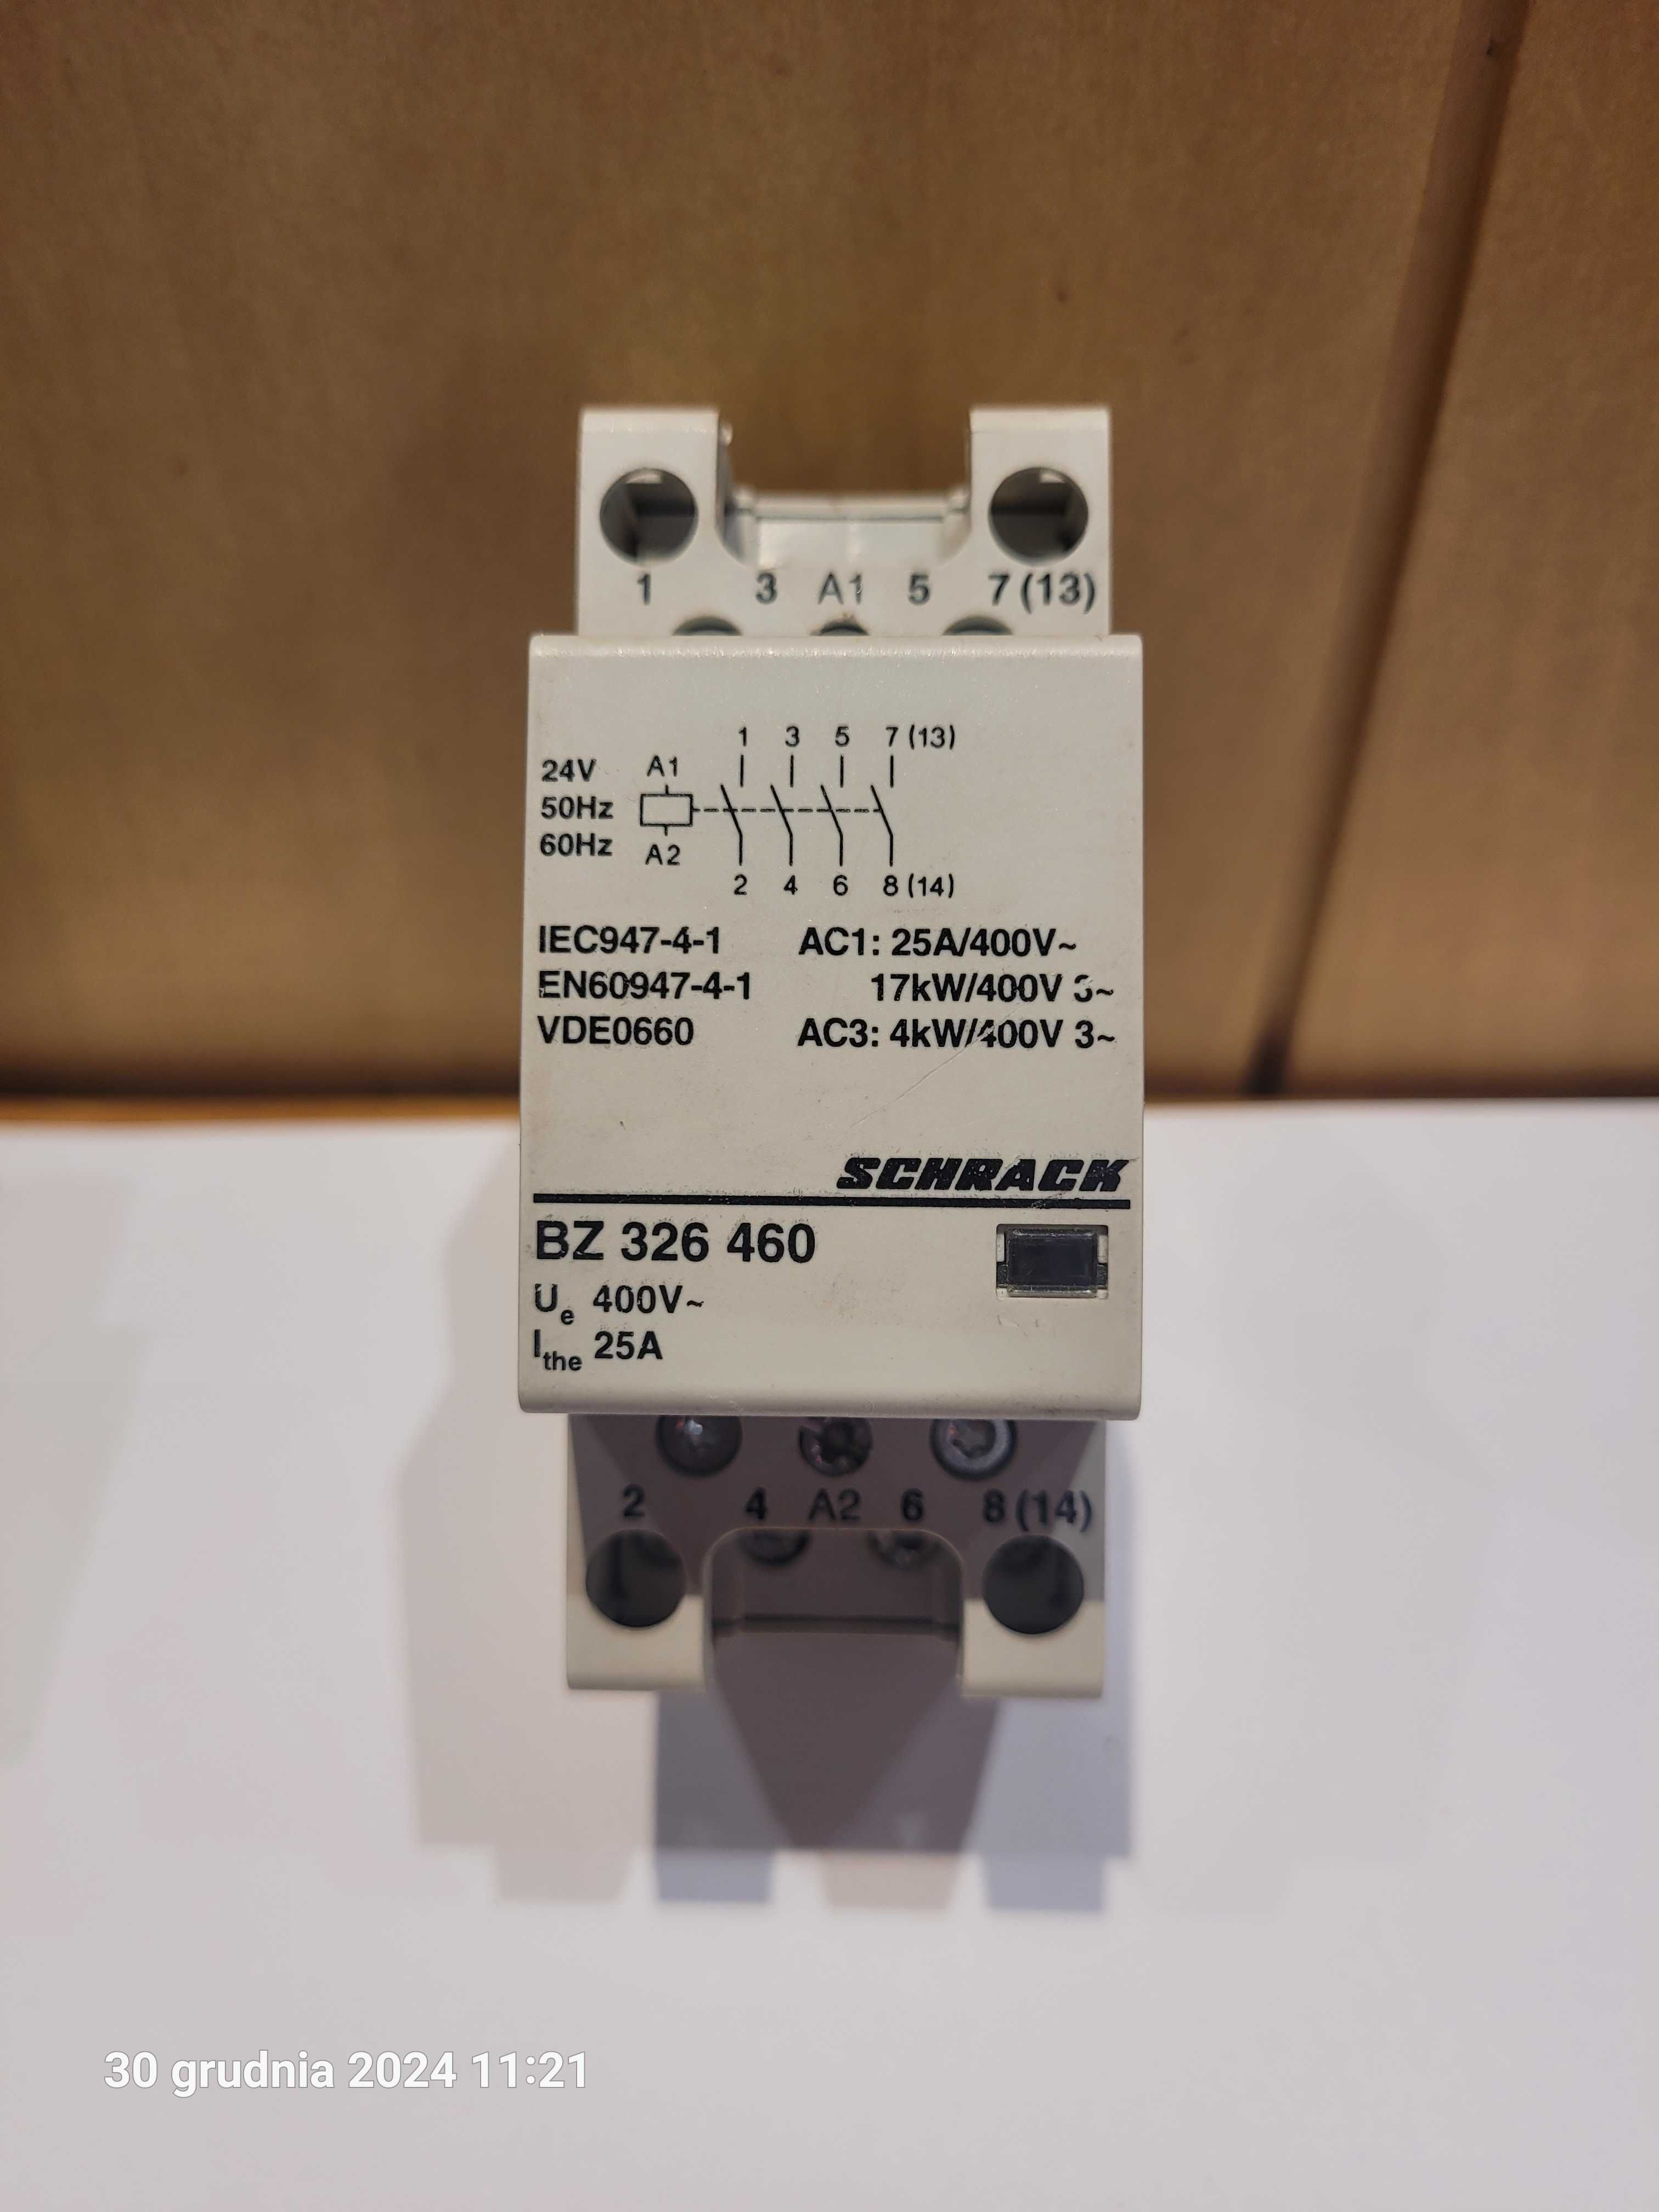 1 3 A1 5 7 (13)
1 3 5 7 (13)
24V A1
50Hz
60Hz A2
2 4 6 8 (14)
IEC947-4-1 AC1: 25A/400V~
EN60947-4-1 17kW/400V 3~
VDE0660 AC3: 4kW/400V 3~
SCHRACK
BZ 326 460
Ue 400V~
Ithe 25A
2 4 A2 6 8 (14)
30 grudnia 2024 11:21